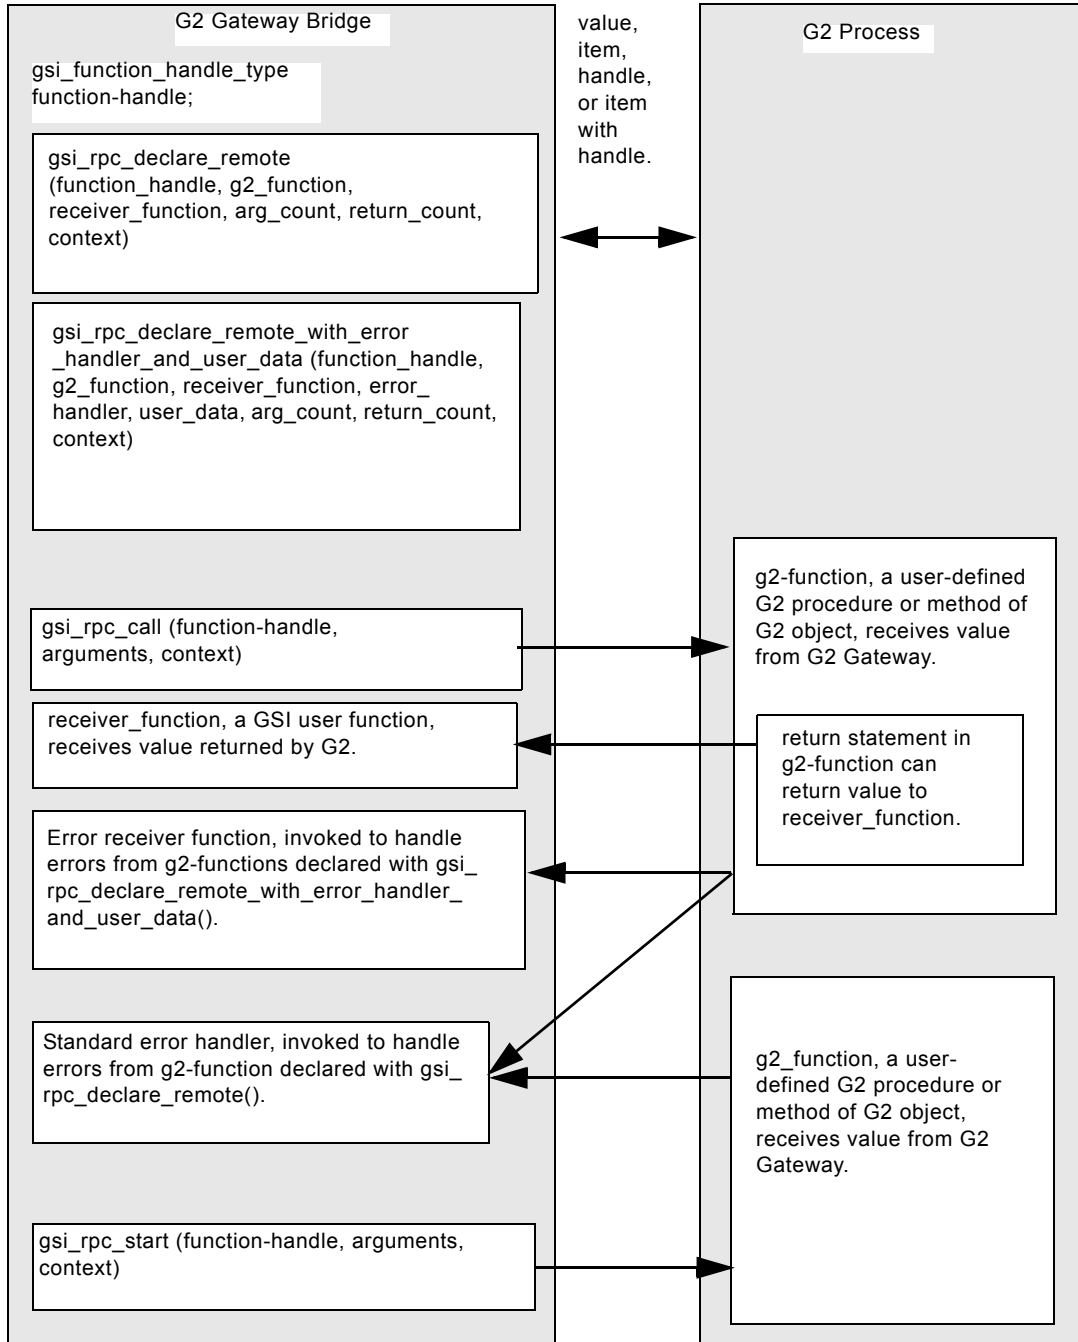 G2 Gateway Bridge
gsi_function_handle_type
function-handle;
gsi_rpc_declare_remote
(function_handle, g2_function,
receiver_function, arg_count, return_count,
context)
gsi_rpc_declare_remote_with_error
_handler_and_user_data (function_handle,
g2_function, receiver_function, error_
handler, user_data, arg_count, return_count,
context)
gsi_rpc_call (function-handle,
arguments, context)
receiver_function, a GSI user function,
receives value returned by G2.
Error receiver function, invoked to handle
errors from g2-functions declared with gsi_
rpc_declare_remote_with_error_handler_
and_user_data().
Standard error handler, invoked to handle
errors from g2-function declared with gsi_
rpc_declare_remote().
gsi_rpc_start (function-handle, arguments,
context)
value,
item,
handle,
or item
with
handle.
G2 Process
g2-function, a user-defined
G2 procedure or method of
G2 object, receives value
from G2 Gateway.
return statement in
g2-function can
return value to
receiver_function.
g2_function, a user-
defined G2 procedure or
method of G2 object,
receives value from G2
Gateway.